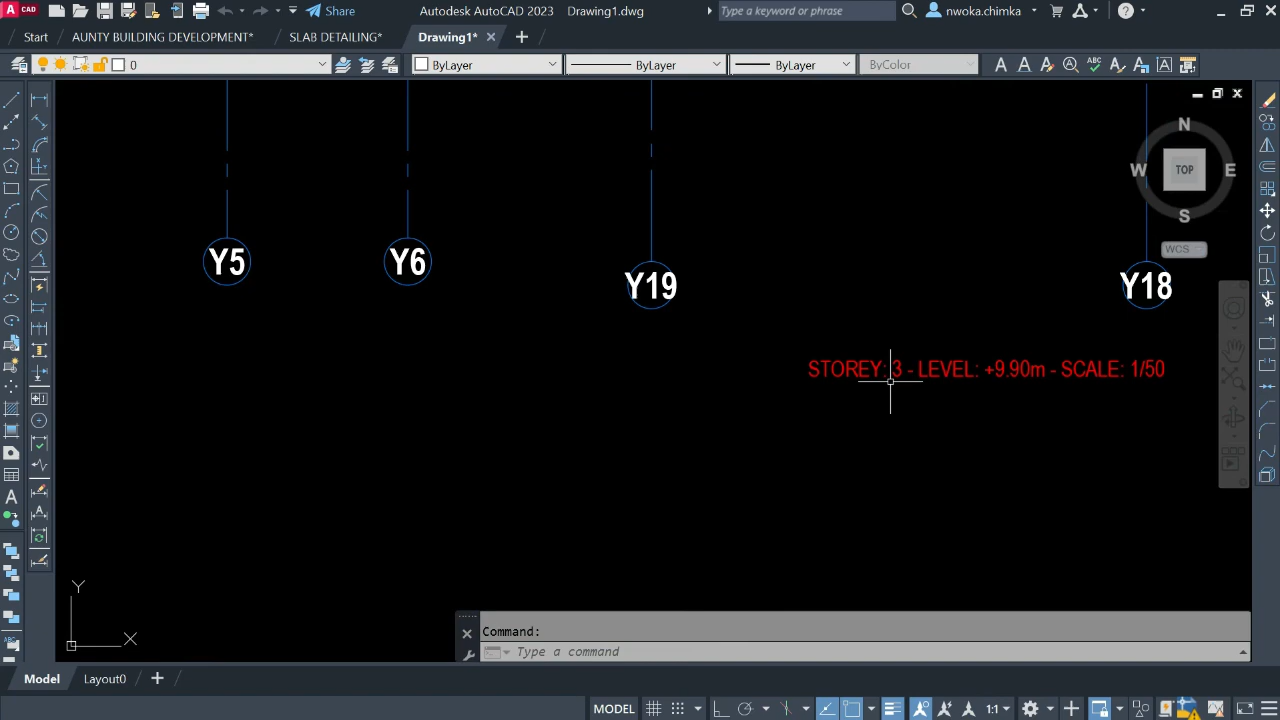 CAD
Share
Autodesk AutoCAD 2023 Drawing1.dwg
Type a keyword or phrase
nwoka.chimka
Start
AUNTY BUILDING DEVELOPMENT*
SLAB DETAILING*
Drawing1*
0
ByLayer
ByLayer
ByLayer
ByColor
N
W
TOP
E
S
WCS
Y5
Y6
Y19
Y18
STOREY: 3 - LEVEL: +9.90m - SCALE: 1/50
Y
X
Command:
Type a command
Model
Layout0
MODEL
1:1